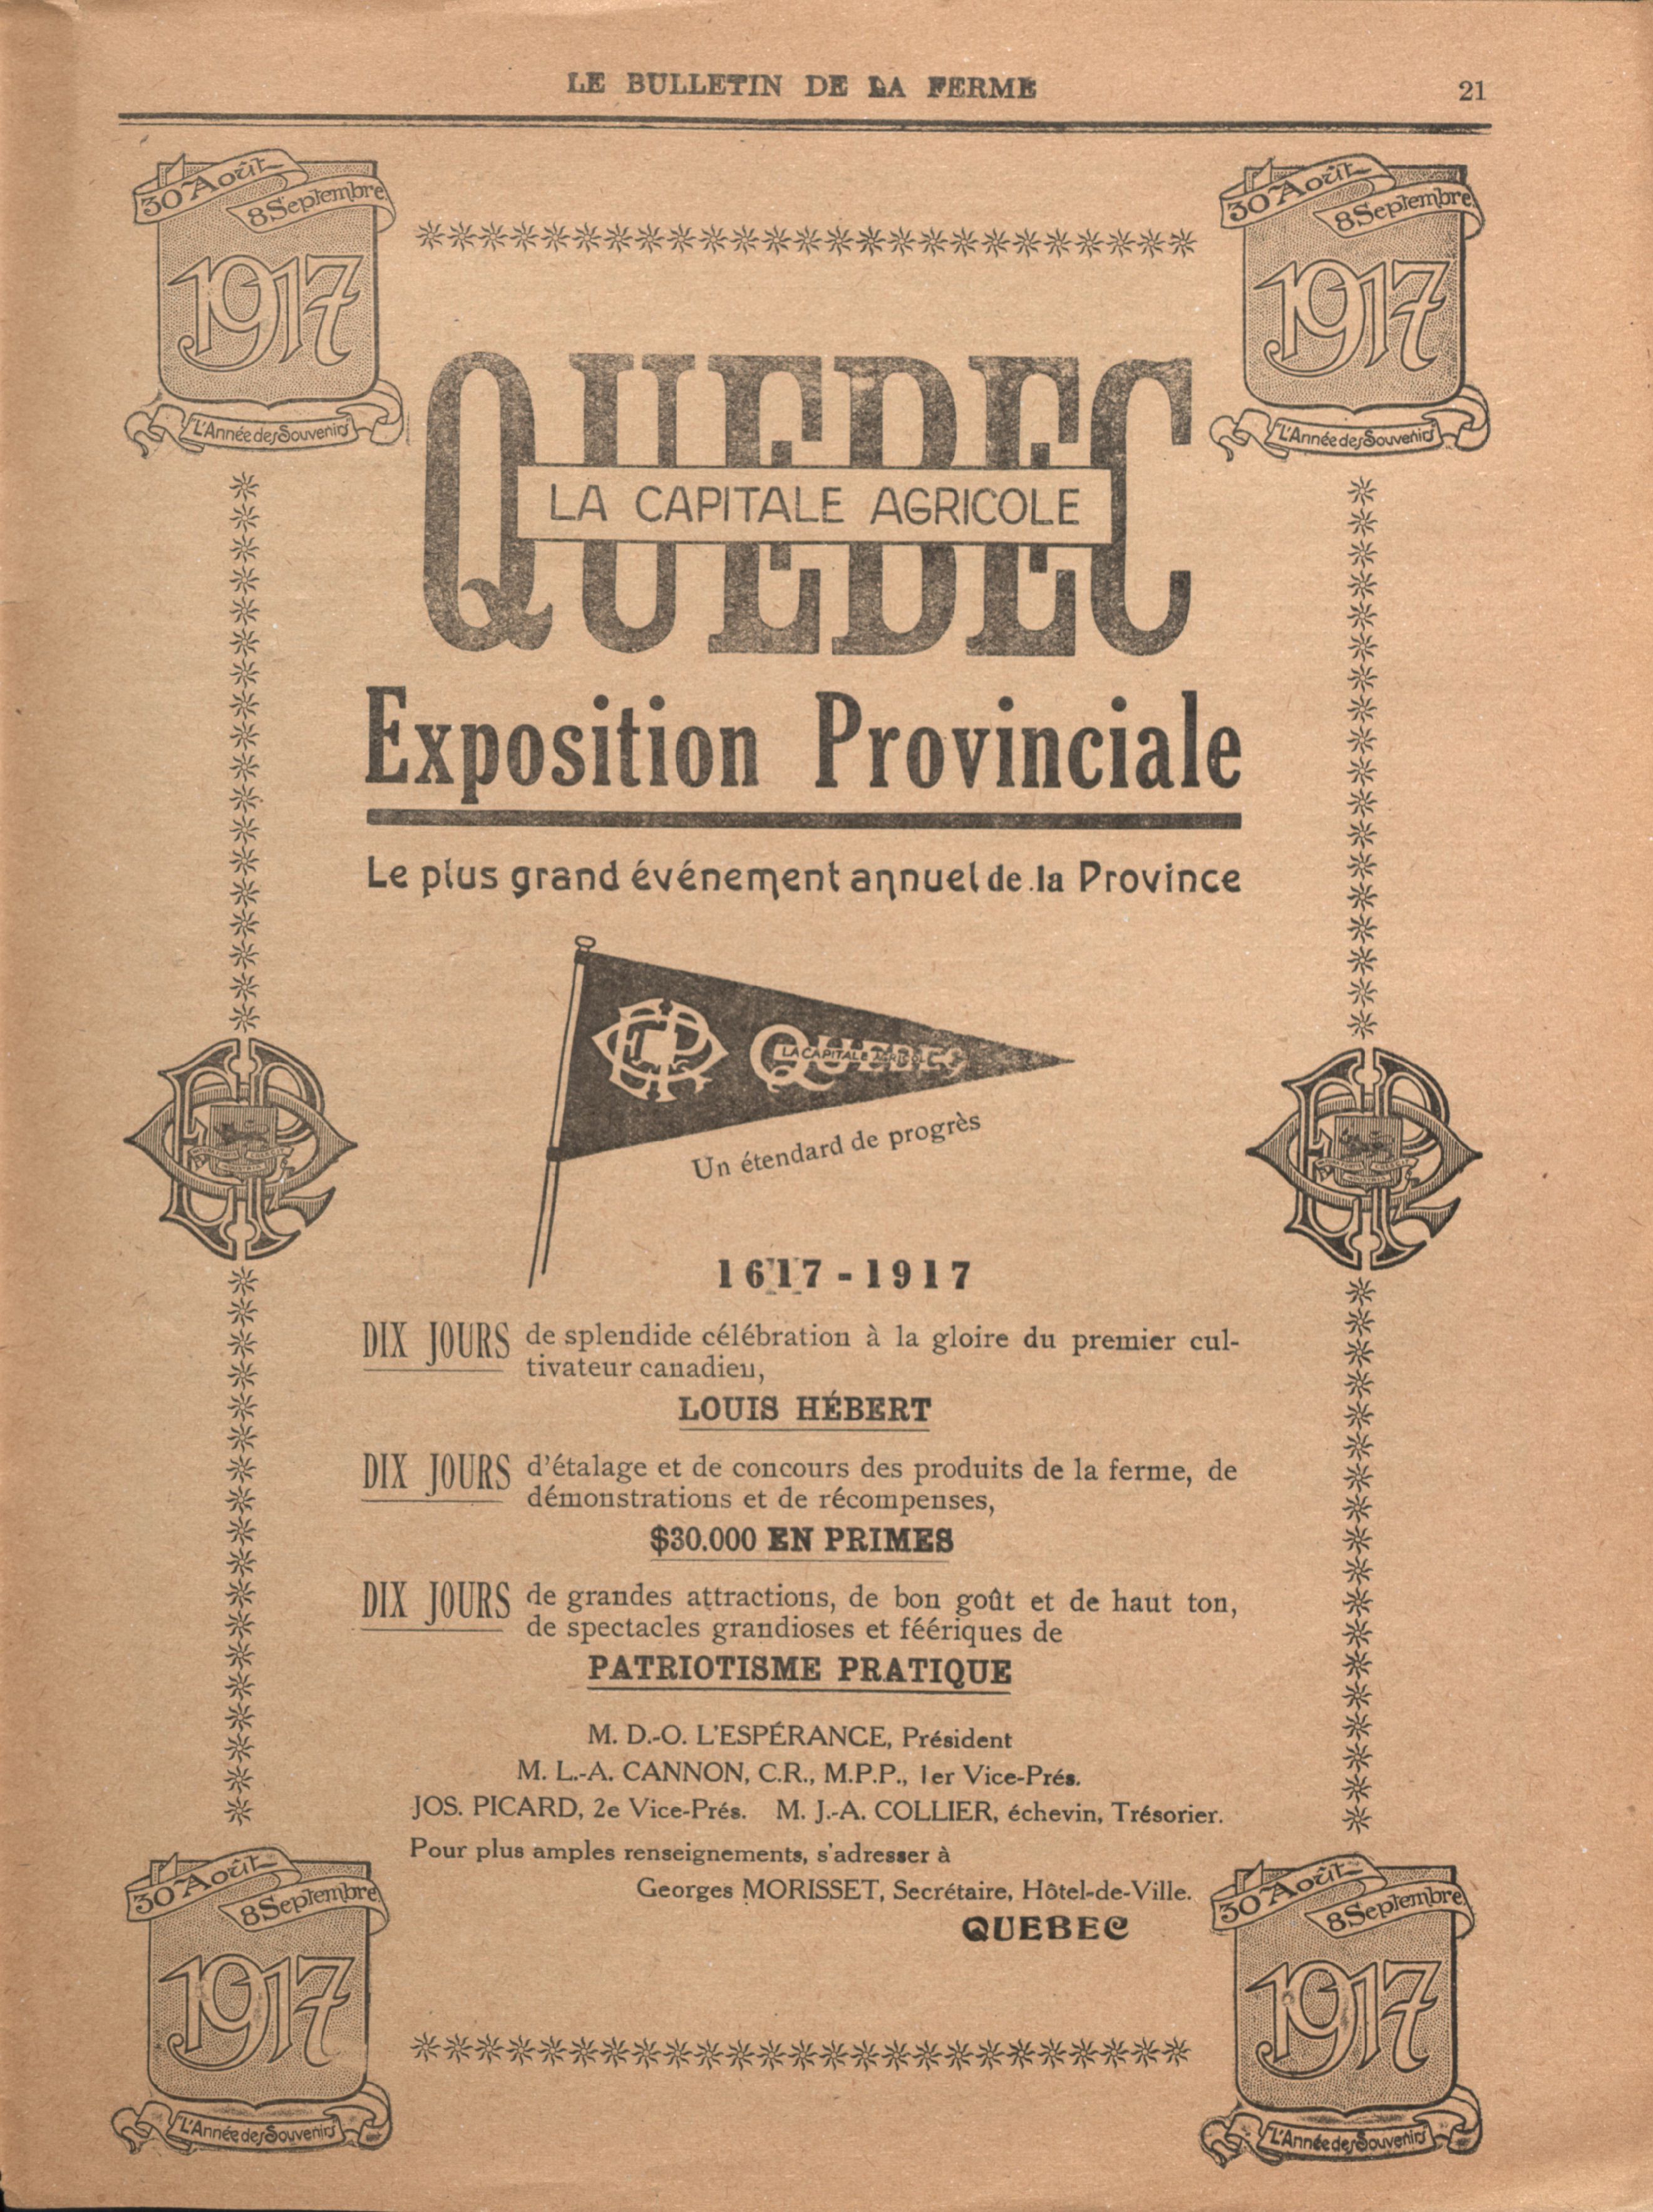 LE BULLETIN DE LA FERME
21
30 Août
8 Septembre
1917
L'Année des Souvenirs
30 Août
8 Septembre
1917
L'Année des Souvenirs
QUEBEC
LA CAPITALE AGRICOLE
Exposition Provinciale
Le plus grand événement annuel de la Province
QUEBEC
LA CAPITALE AGRICOLE
Un étendard de progrès
1617-1917
DIX JOURS de splendide célébration à la gloire du premier cul-
tivateur canadieu,
LOUIS HÉBERT
DIX JOURS d'étalage et de concours des produits de la ferme, de
démonstrations et de récompenses,
$30.000 EN PRIMES
DIX JOURS de grandes attractions, de bon goût et de haut ton,
de spectacles grandioses et féériques de
PATRIOTISME PRATIQUE
M. D.-O. L'ESPÉRANCE, Président
M. L.-A. CANNON, C.R., M.P.P., 1er Vice-Prés.
JOS. PICARD, 2e Vice-Prés. M. J.-A. COLLIER, échevin, Trésorier.
Pour plus amples renseignements, s'adresser à
Georges MORISSET, Secrétaire, Hôtel-de-Ville.
QUEBEC
30 Août
8 Septembre
1917
L'Année des Souvenirs
30 Août
8 Septembre
1917
L'Année des Souvenirs